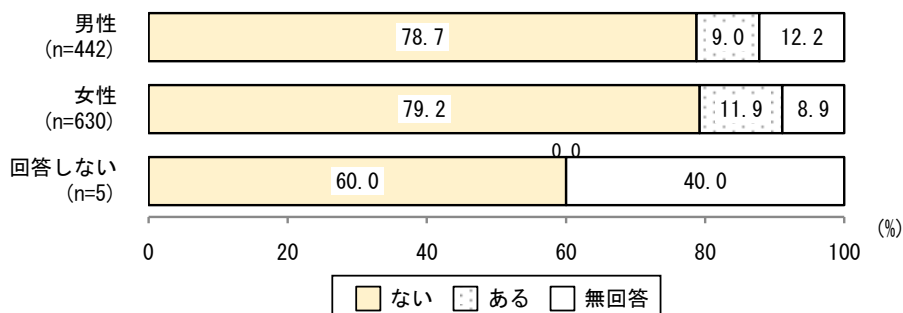 男性
(n=442)
78.7 9.0 12.2
女性
(n=630)
79.2 11.9 8.9
0.0
回答しない
(n=5)
60.0 40.0
0 20 40 60 80 100 (%)
ない ある 無回答